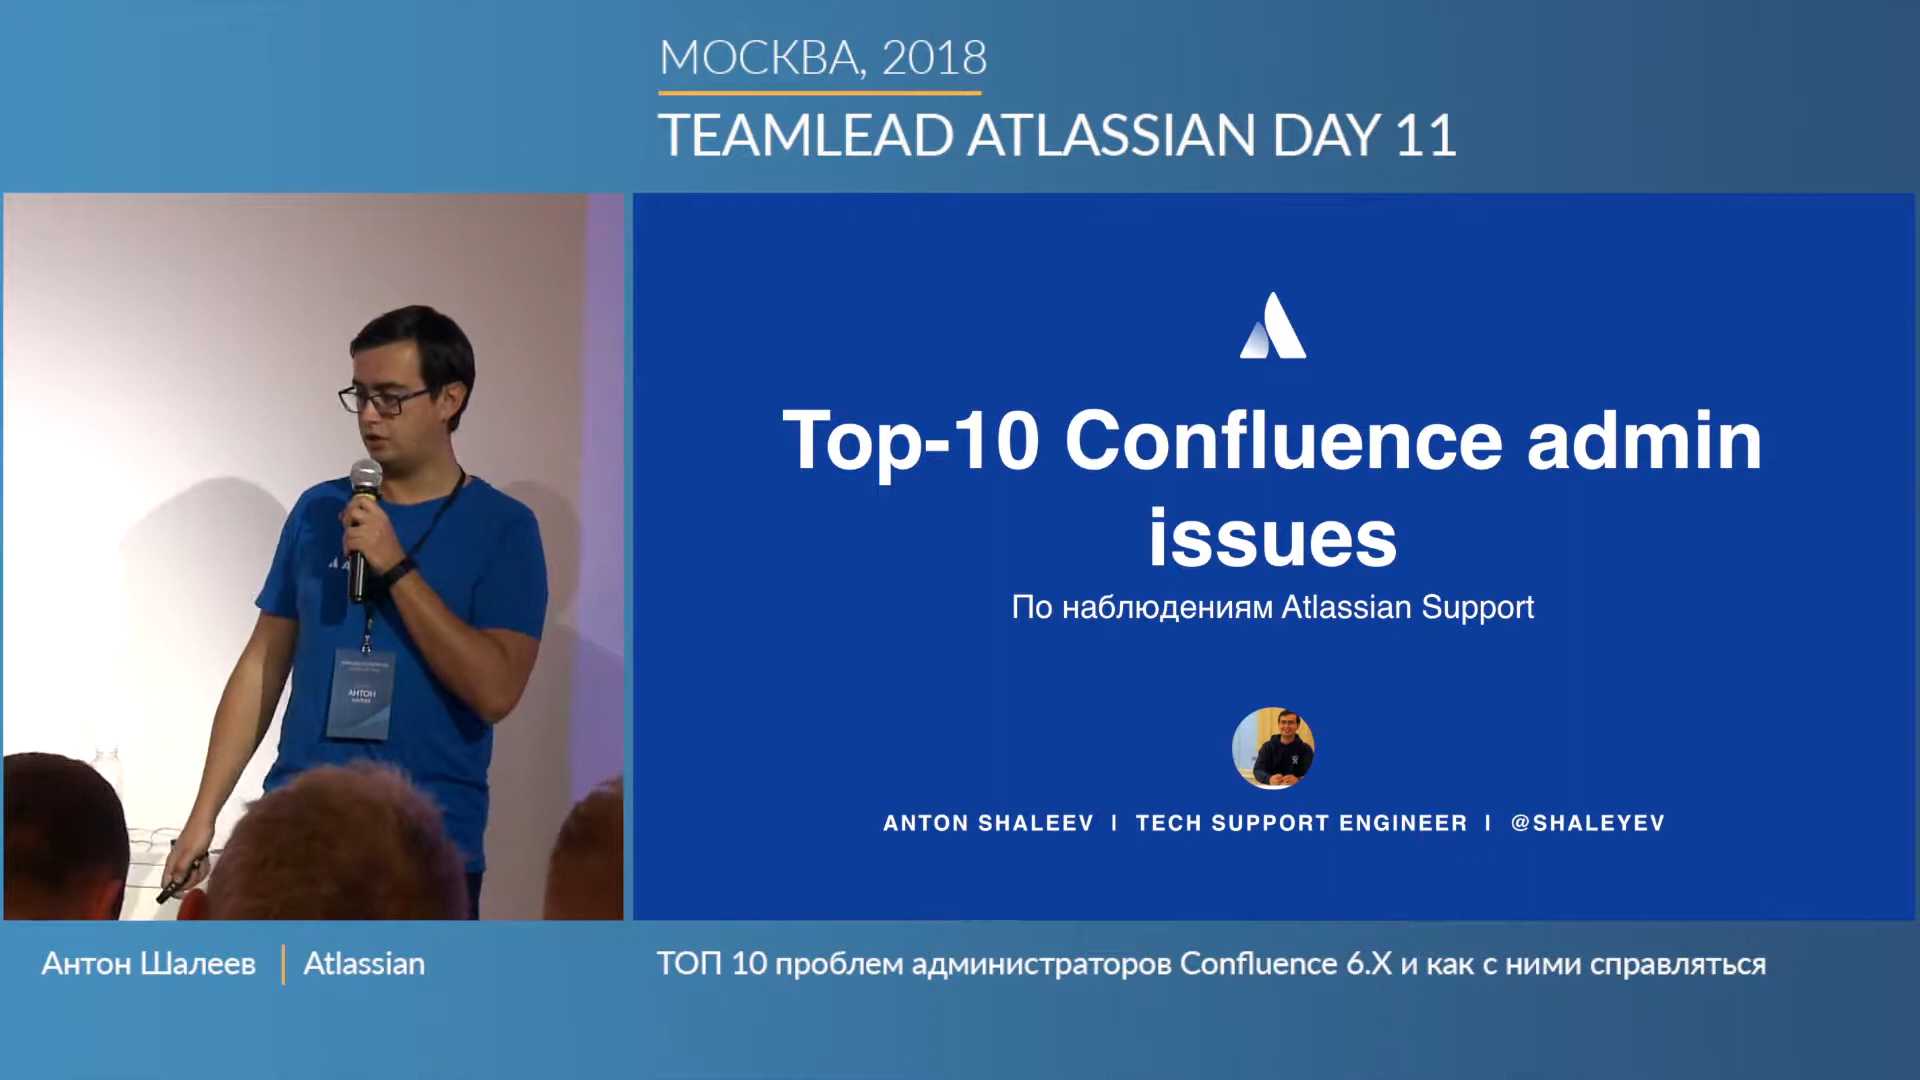 МОСКВА, 2018
TEAMLEAD ATLASSIAN DAY 11
Top-10 Confluence admin
issues
По наблюдениям Atlassian Support
ANTON SHALEEV | TECH SUPPORT ENGINEER | @SHALEYEV
АНТОН
Антон Шалеев | Atlassian
ТОП 10 проблем администраторов Confluence 6.X и как с ними справляться